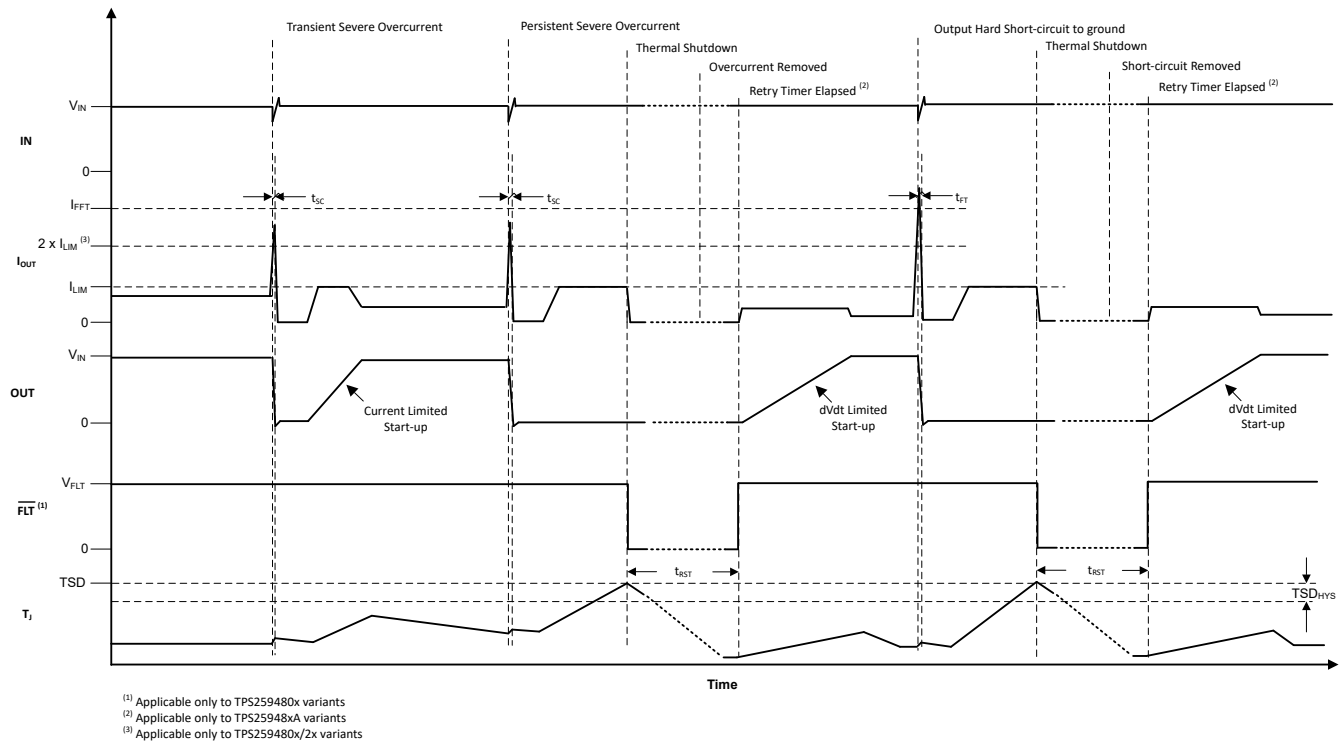 Transient Severe Overcurrent
Persistent Severe Overcurrent
Output Hard Short-circuit to ground
Thermal Shutdown
Thermal Shutdown
Overcurrent Removed
Short-circuit Removed
Retry Timer Elapsed (2)
Retry Timer Elapsed (2)
VIN
IN
0
tSC
tSC
tFT
IFFT
2 x ILIM (3)
IOUT
ILIM
0
VIN
OUT
Current Limited
Start-up
dVdt Limited
Start-up
dVdt Limited
Start-up
0
VFLT
FLT (1)
0
TSD
tRST
tRST
TSDHYS
TJ
Time
(1) Applicable only to TPS259480x variants
(2) Applicable only to TPS25948xA variants
(3) Applicable only to TPS259480x/2x variants